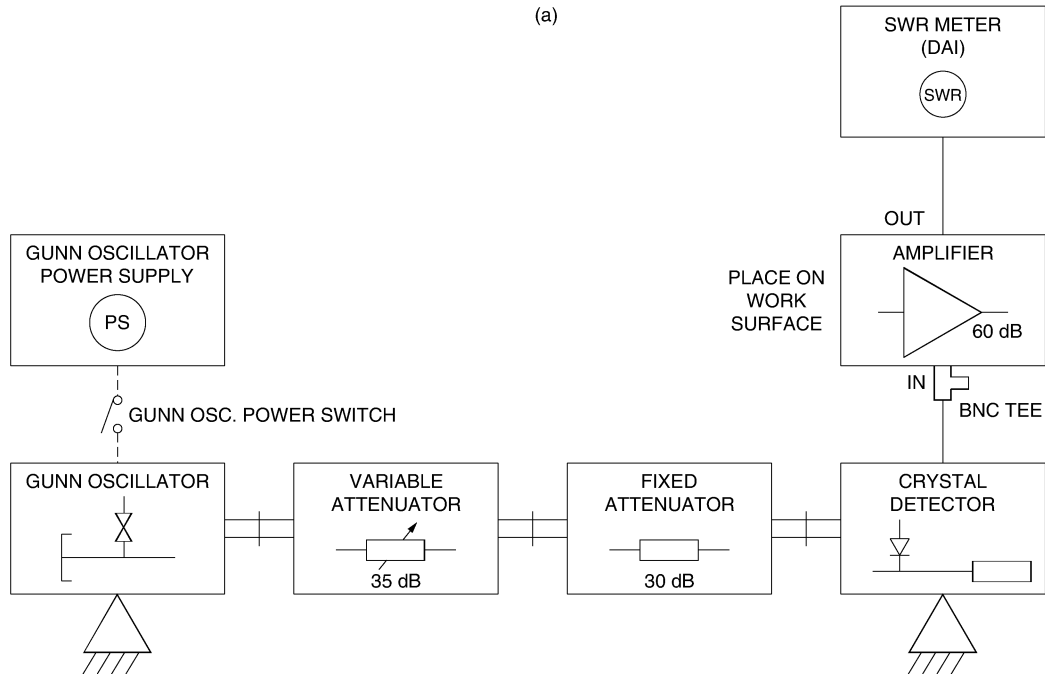 (a)
SWR METER
(DAI)
SWR
OUT
GUNN OSCILLATOR
POWER SUPPLY
PS
PLACE ON
WORK
SURFACE
AMPLIFIER
60 dB
IN
BNC TEE
GUNN OSC. POWER SWITCH
GUNN OSCILLATOR
VARIABLE
ATTENUATOR
35 dB
FIXED
ATTENUATOR
30 dB
CRYSTAL
DETECTOR